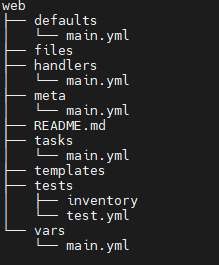 web
├── defaults
│   └── main.yml
├── files
├── handlers
│   └── main.yml
├── meta
│   └── main.yml
├── README.md
├── tasks
│   └── main.yml
├── templates
├── tests
│   ├── inventory
│   └── test.yml
└── vars
    └── main.yml